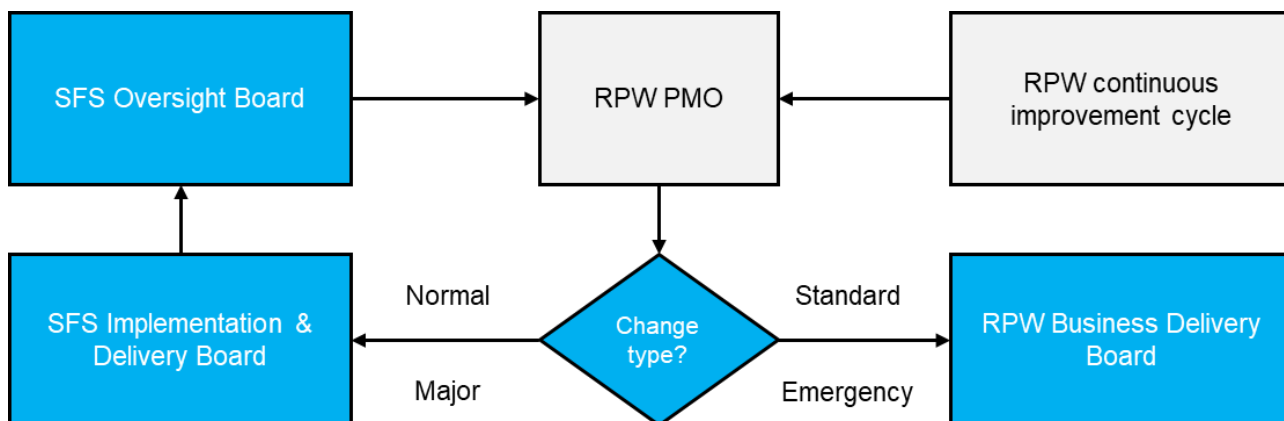 SFS Oversight Board
RPW PMO
RPW continuous
improvement cycle
Normal
Standard
SFS Implementation &
Delivery Board
Change
type?
RPW Business Delivery
Board
Major
Emergency